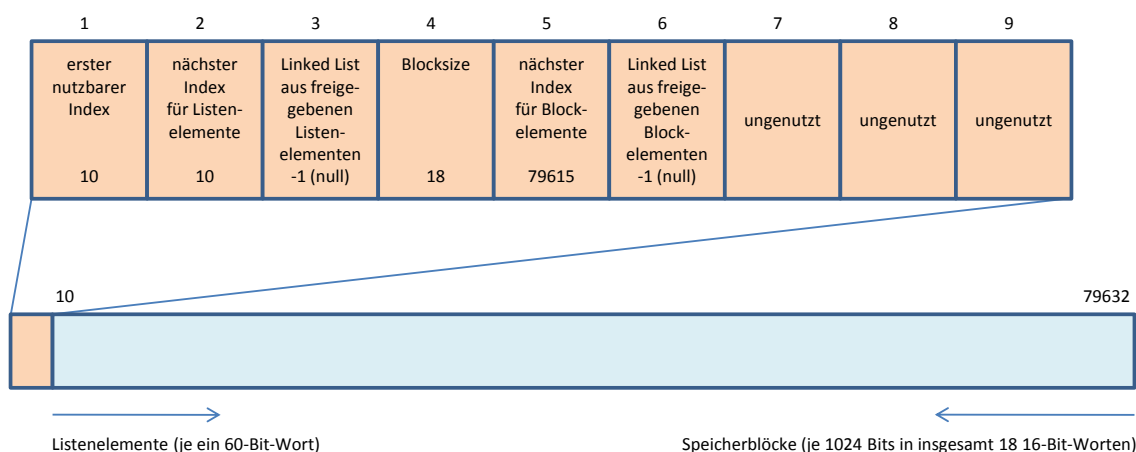 1 2 3 4 5 6 7 8 9
erster
nutzbarer
Index
10
nächster
Index
für Listen-
elemente
10
Linked List
aus freige-
gebenen
Listen-
elementen
-1 (null)
Blocksize
18
nächster
Index
für Block-
elemente
79615
Linked List
aus freige-
gebenen
Block-
elementen
-1 (null)
ungenutzt
ungenutzt
ungenutzt
10
79632
Listenelemente (je ein 60-Bit-Wort)
Speicherblöcke (je 1024 Bits in insgesamt 18 16-Bit-Worten)